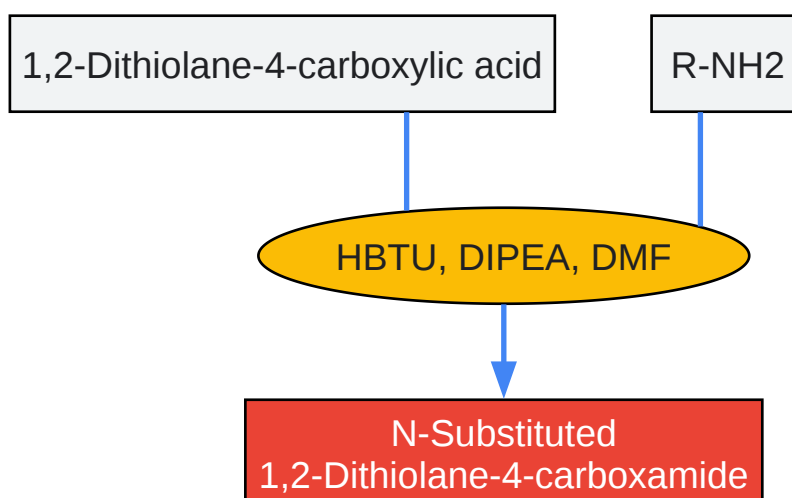 1,2-Dithiolane-4-carboxylic acid
R-NH2
HBTU, DIPEA, DMF
N-Substituted
1,2-Dithiolane-4-carboxamide